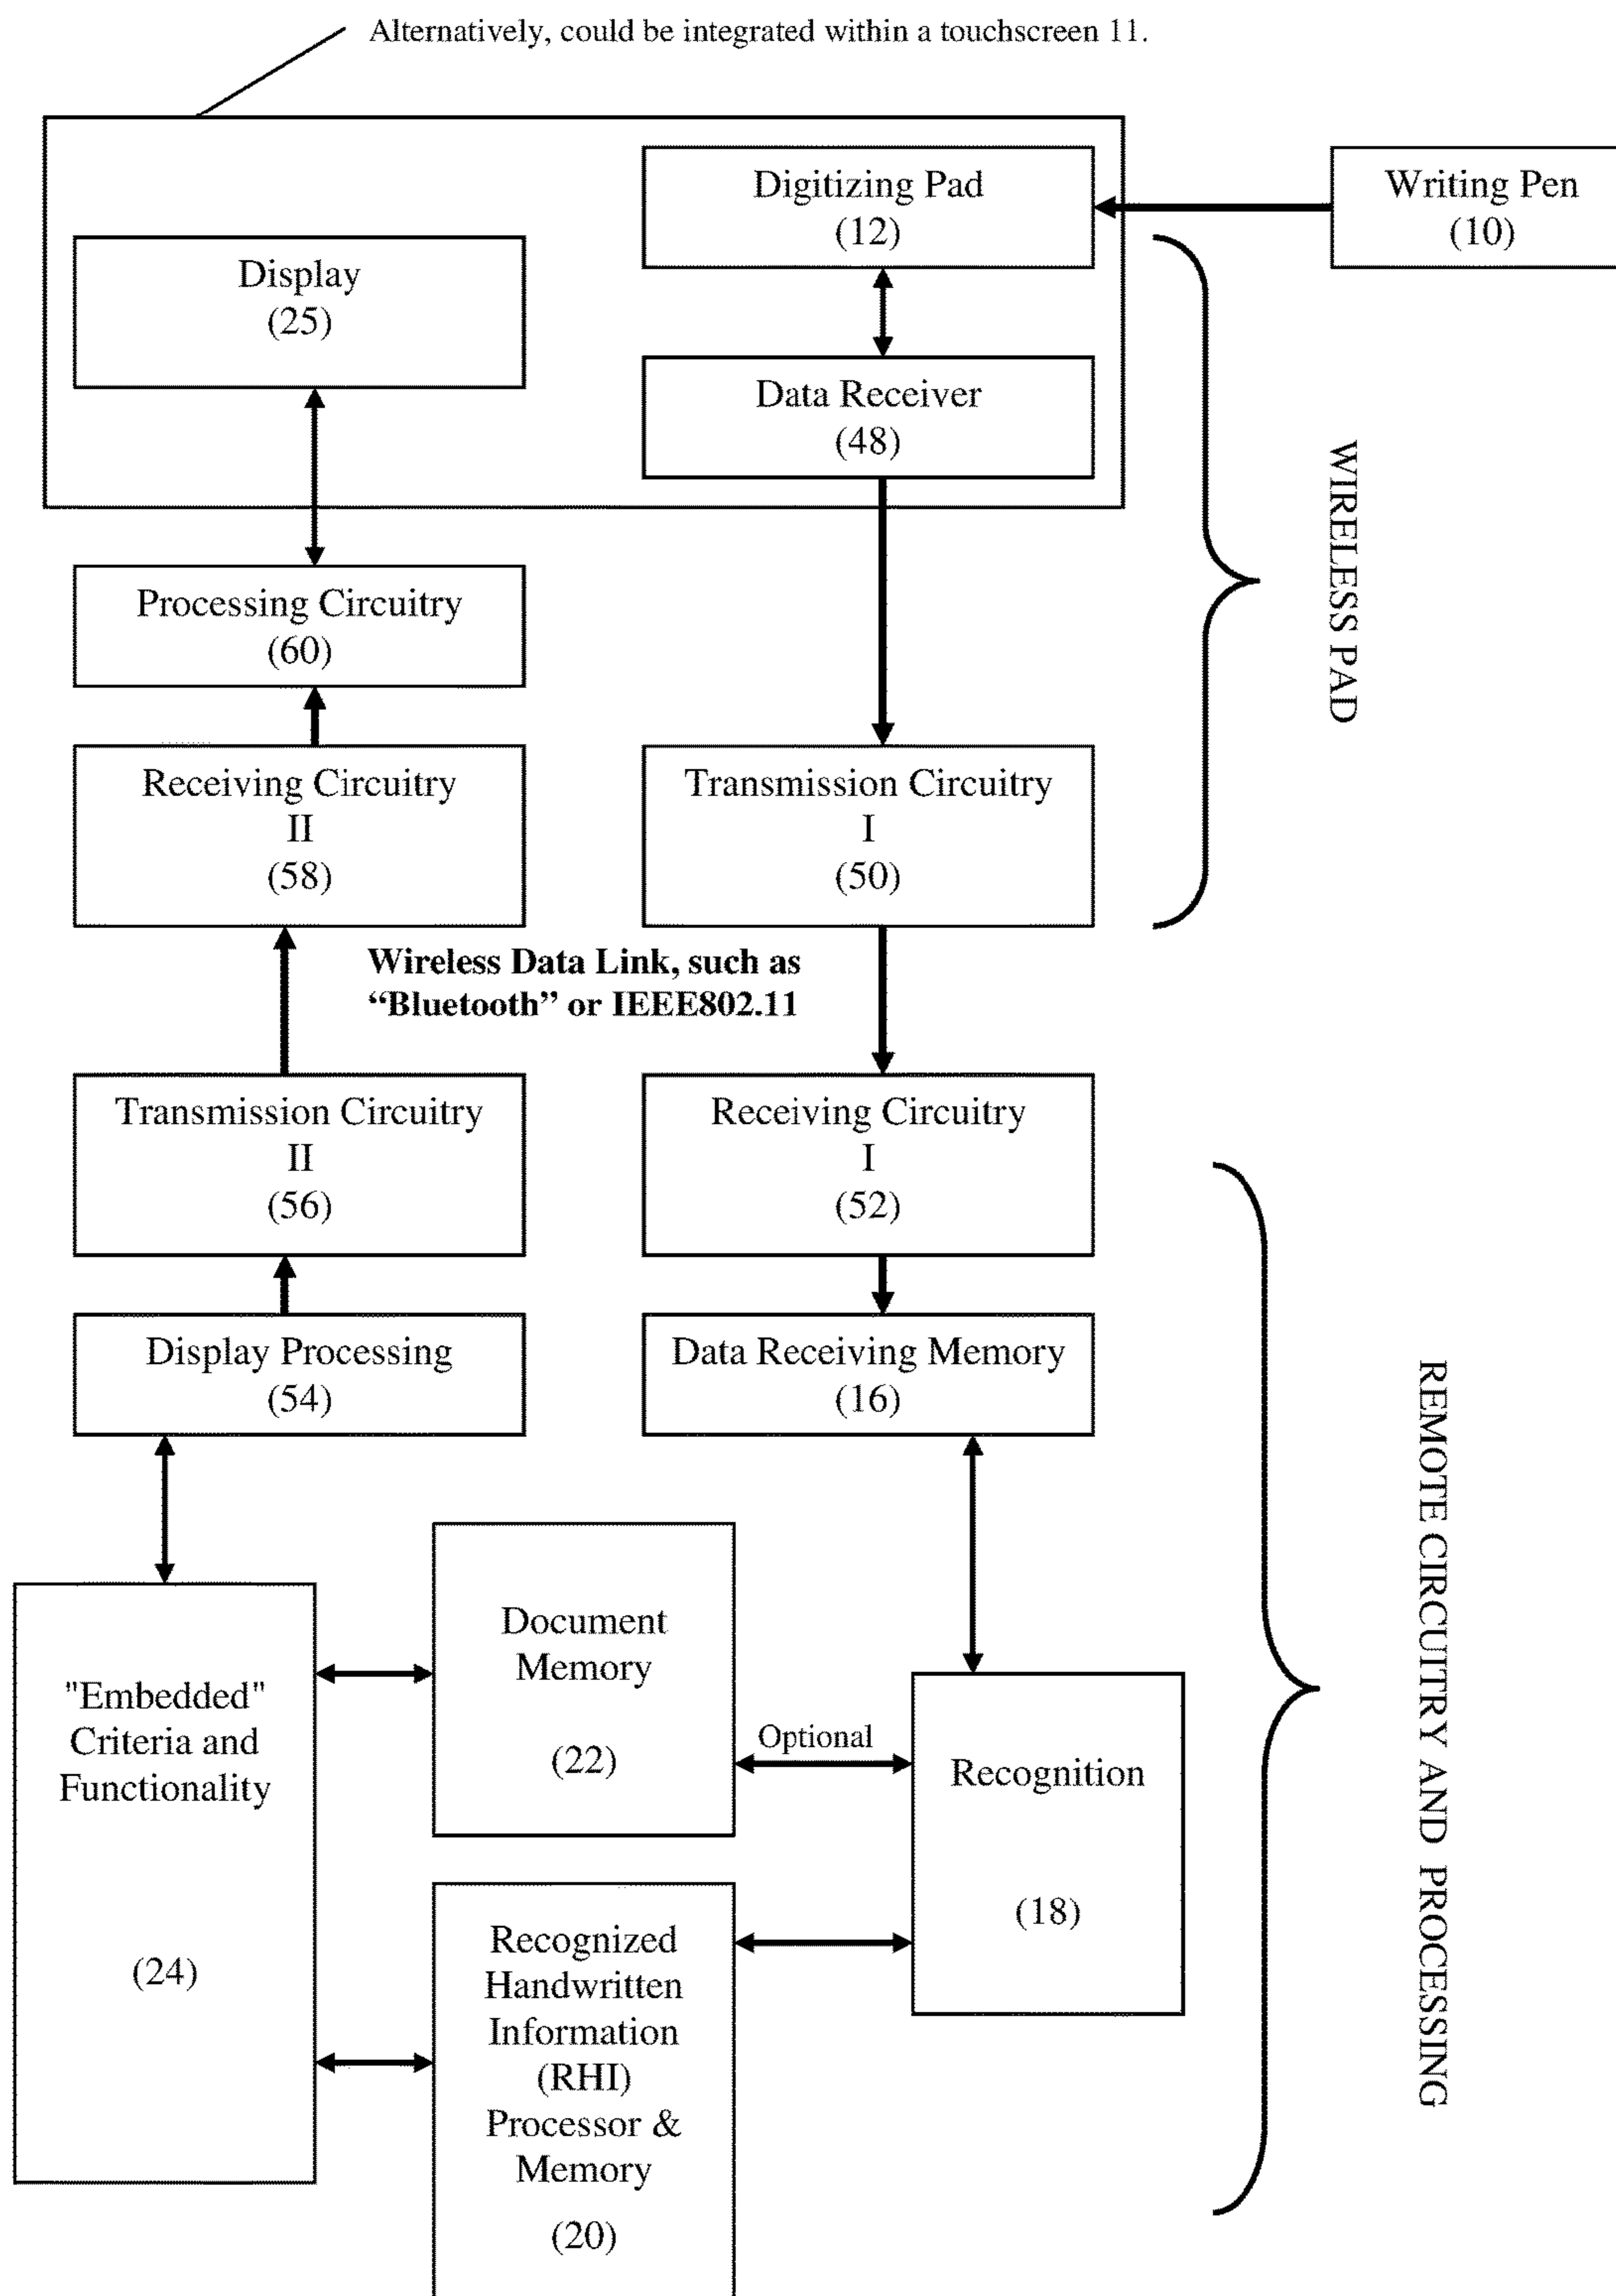 Alternatively, could be integrated within a touchscreen 11.
Digitizing Pad
(12)
Writing Pen
(10)
Display
(25)
Data Receiver
(48)
WIRELESS PAD
Processing Circuitry
(60)
Receiving Circuitry
II
(58)
Transmission Circuitry
I
(50)
Wireless Data Link, such as
“Bluetooth” or IEEE802.11
Transmission Circuitry
II
(56)
Receiving Circuitry
I
(52)
Display Processing
(54)
Data Receiving Memory
(16)
REMOTE CIRCUITRY AND PROCESSING
"Embedded"
Criteria and
Functionality
(24)
Document
Memory
(22)
Optional
Recognition
(18)
Recognized
Handwritten
Information
(RHI)
Processor &
Memory
(20)